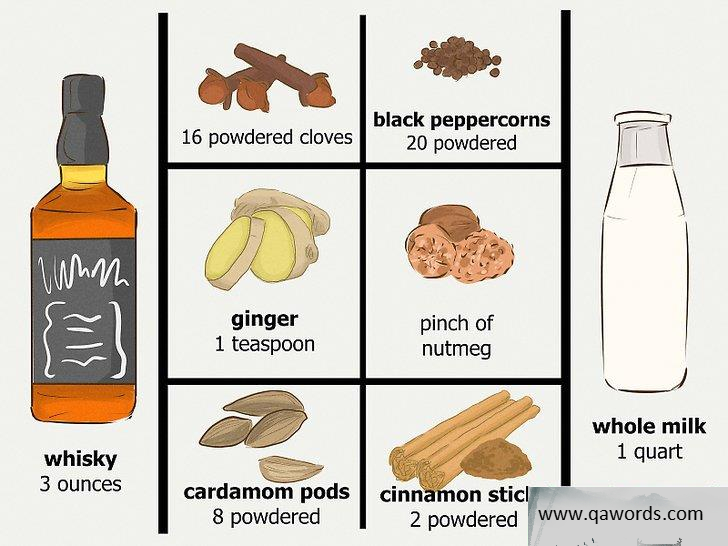 16 powdered cloves
black peppercorns
20 powdered
ginger
1 teaspoon
pinch of
nutmeg
whisky
3 ounces
cardamom pods
8 powdered
cinnamon
2 powdered
whole milk
1 quart
www.qawords.com